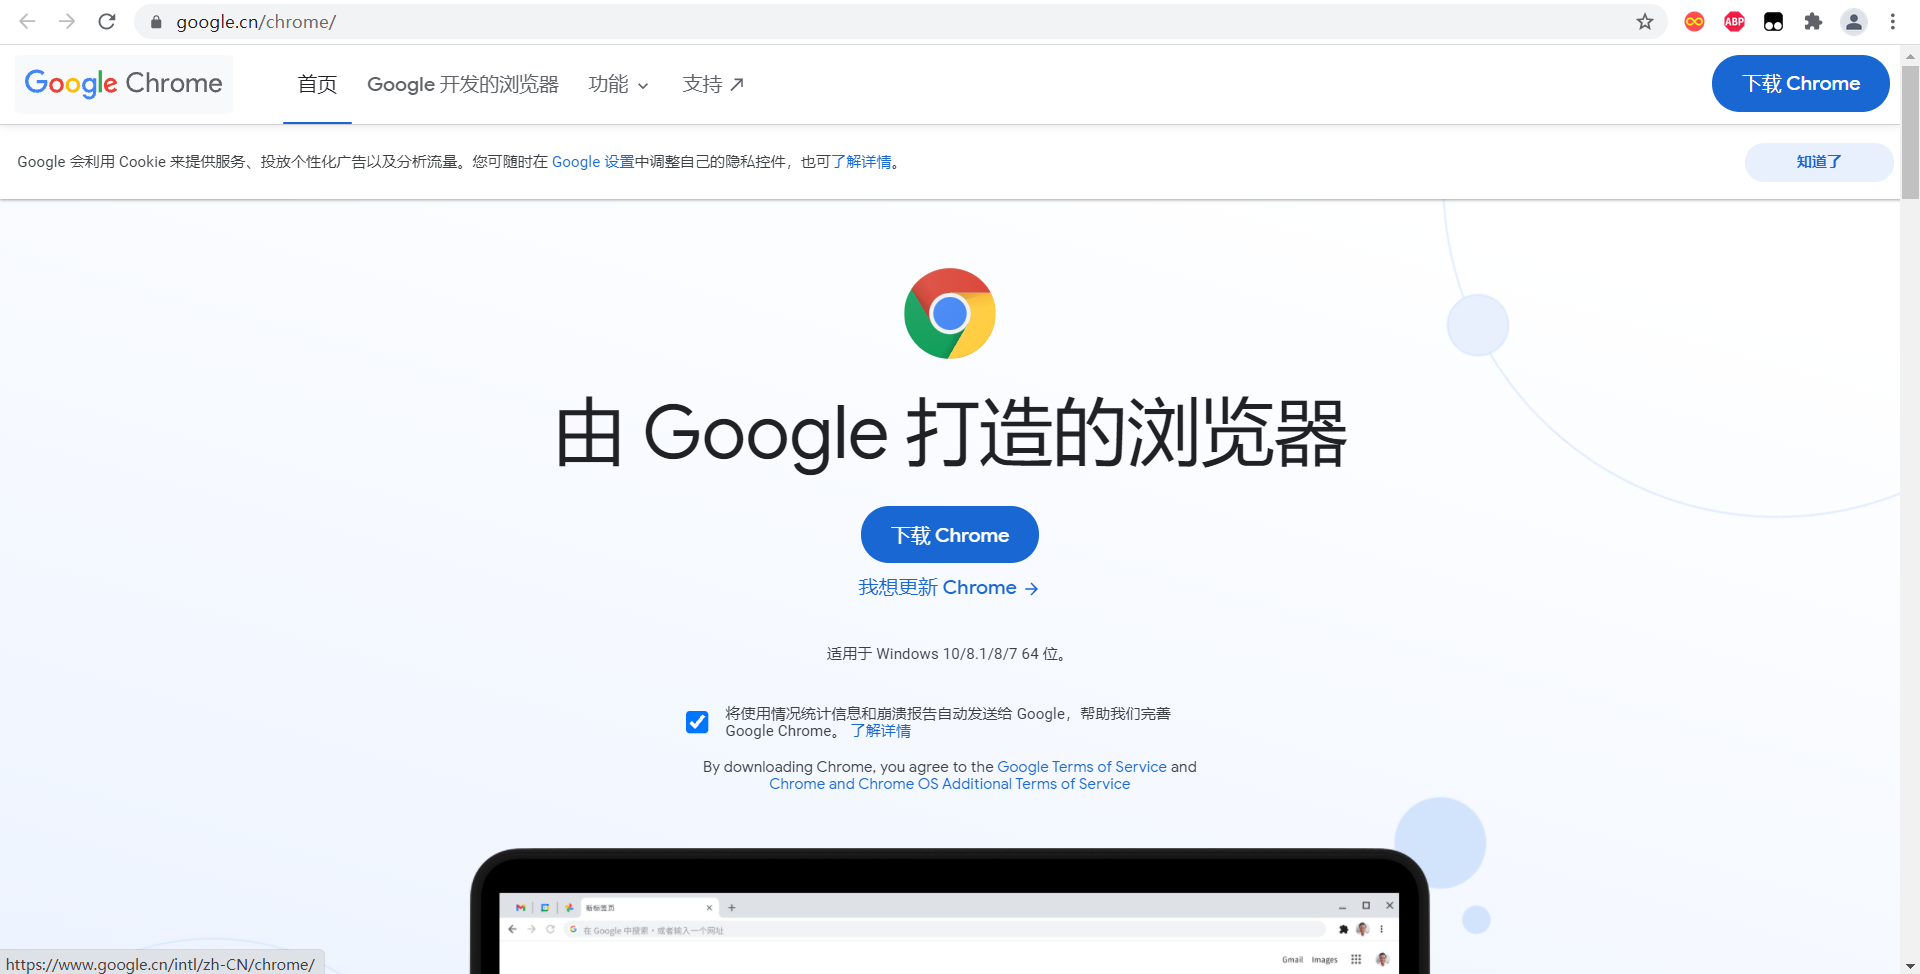 google.cn/chrome/
ABP
Google Chrome
首页
Google 开发的浏览器
功能
支持
下载 Chrome
Google 会利用 Cookie 来提供服务、投放个性化广告以及分析流量。您可随时在 Google 设置中调整自己的隐私控件，也可了解详情。
知道了
由 Google 打造的浏览器
下载 Chrome
我想更新 Chrome
适用于 Windows 10/8.1/8/7 64 位。
将使用情况统计信息和崩溃报告自动发送给 Google，帮助我们完善
Google Chrome。 了解详情
By downloading Chrome, you agree to the Google Terms of Service and
Chrome and Chrome OS Additional Terms of Service
新标签页
在 Google 中搜索，或者输入一个网址
Gmail Images
https://www.google.cn/intl/zh-CN/chrome/